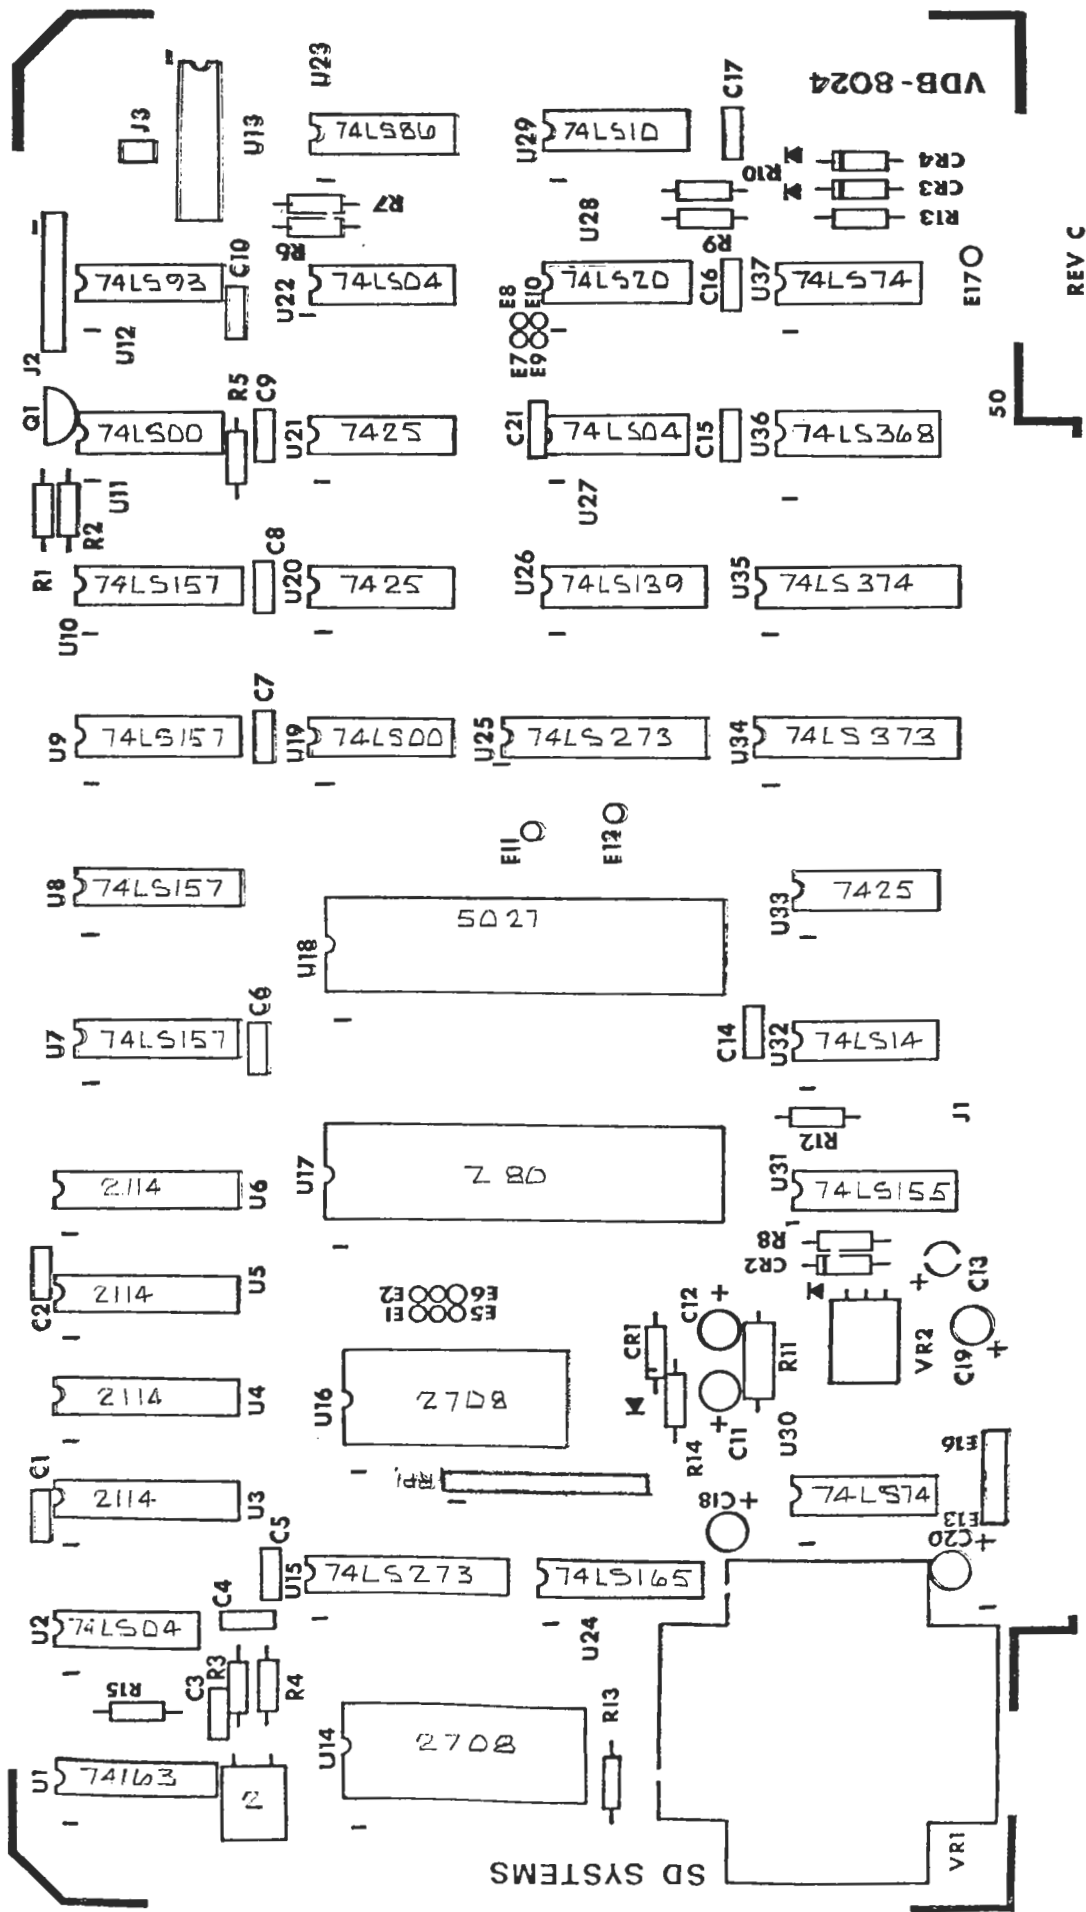 VDB-8024
REV C
50
J3
U13
U23
74LS86
U29
74LS10
C17
R10
CR4
CR3
R13
R7
R6
U28
R9
J2
74LS93
C10
U12
U22
74LS04
E8
E10
E7
E9
74LS20
C16
U37
74LS74
E17
Q1
74LS00
R5
C9
U21
7425
C21
74LS04
C15
U36
74LS368
U11
U27
R1
R2
74LS157
C8
U20
7425
U26
74LS139
U35
74LS374
U10
U9
74LS157
C7
U19
74LS00
U25
74LS273
U34
74LS373
E11
E12
U8
74LS157
U18
5027
U33
7425
U7
74LS157
C6
C14
U32
74LS14
R12
J1
2114
U6
U17
Z 80
U31
74LS155
R8
CR2
C13
C2
2114
U5
E2
E6
E1
E5
C12
CR1
R11
VR2
C19
2114
U4
U16
2708
R14
C11
U30
E16
C1
2114
U3
RP1
C18
74LS74
E13
C20
C5
U15
74LS273
74LS165
U2
74LS04
C4
U24
R15
C3
R3
R4
U14
2708
R13
U1
74163
2
SD SYSTEMS
VR1